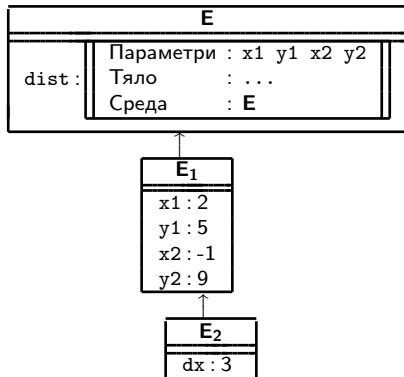 E
Параметри : x1 y1 x2 y2
dist :
Тяло : ...
Среда : E
E₁
x1 : 2
y1 : 5
x2 : -1
y2 : 9
E₂
dx : 3